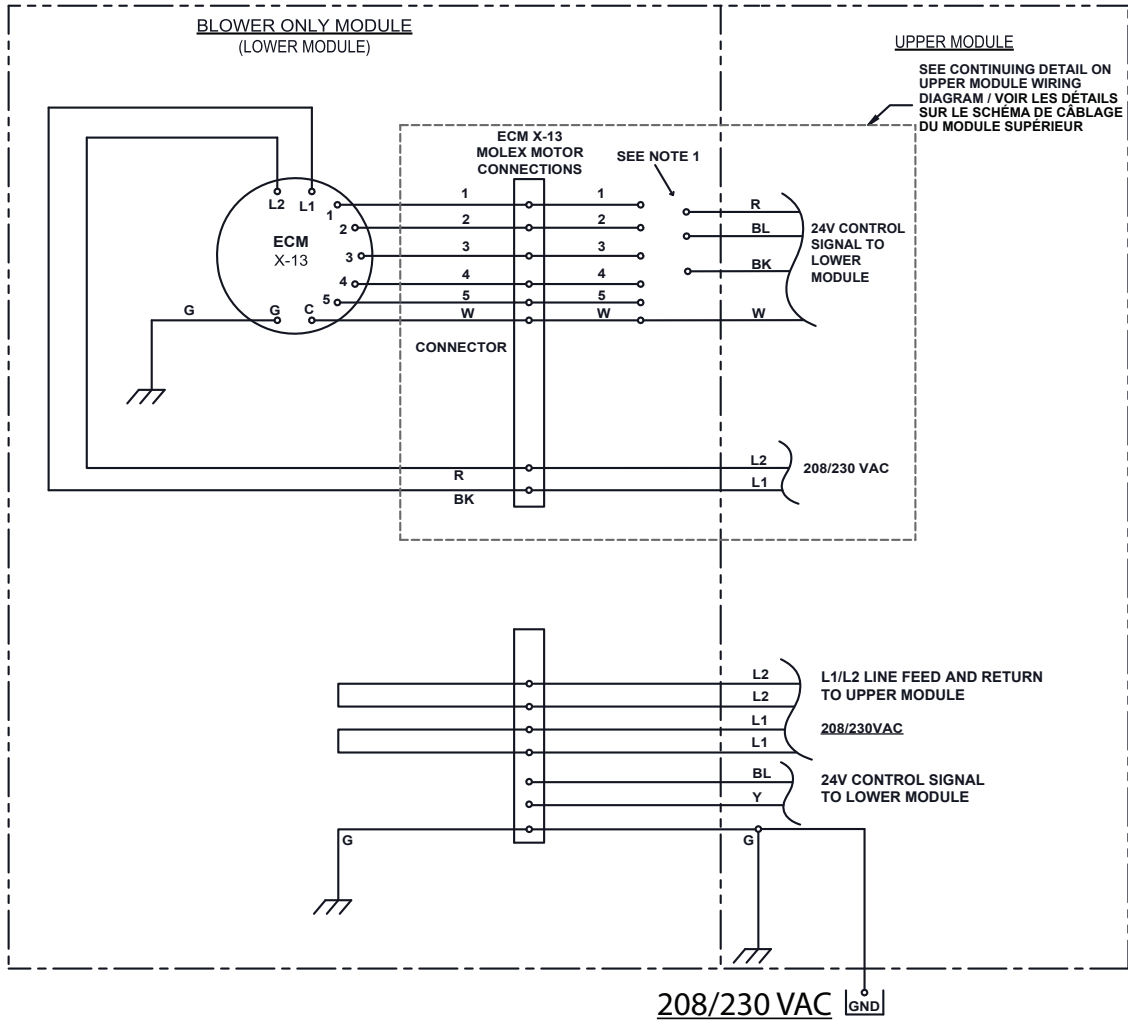 BLOWER ONLY MODULE
(LOWER MODULE)
UPPER MODULE
SEE CONTINUING DETAIL ON
UPPER MODULE WIRING
DIAGRAM / VOIR LES DÉTAILS
SUR LE SCHÉMA DE CÂBLAGE
DU MODULE SUPÉRIEUR
ECM X-13
MOLEX MOTOR
CONNECTIONS
SEE NOTE 1
L2 L1
1
2
3
4
5
ECM
X-13
G
G
C
1
2
3
4
5
W
1
2
3
4
5
W
R
BL
BK
W
24V CONTROL
SIGNAL TO
LOWER
MODULE
CONNECTOR
R
BK
L2
L1
208/230 VAC
L2
L2
L1
L1
L1/L2 LINE FEED AND RETURN
TO UPPER MODULE
208/230VAC
BL
Y
24V CONTROL SIGNAL
TO LOWER MODULE
G
G
208/230 VAC
GND